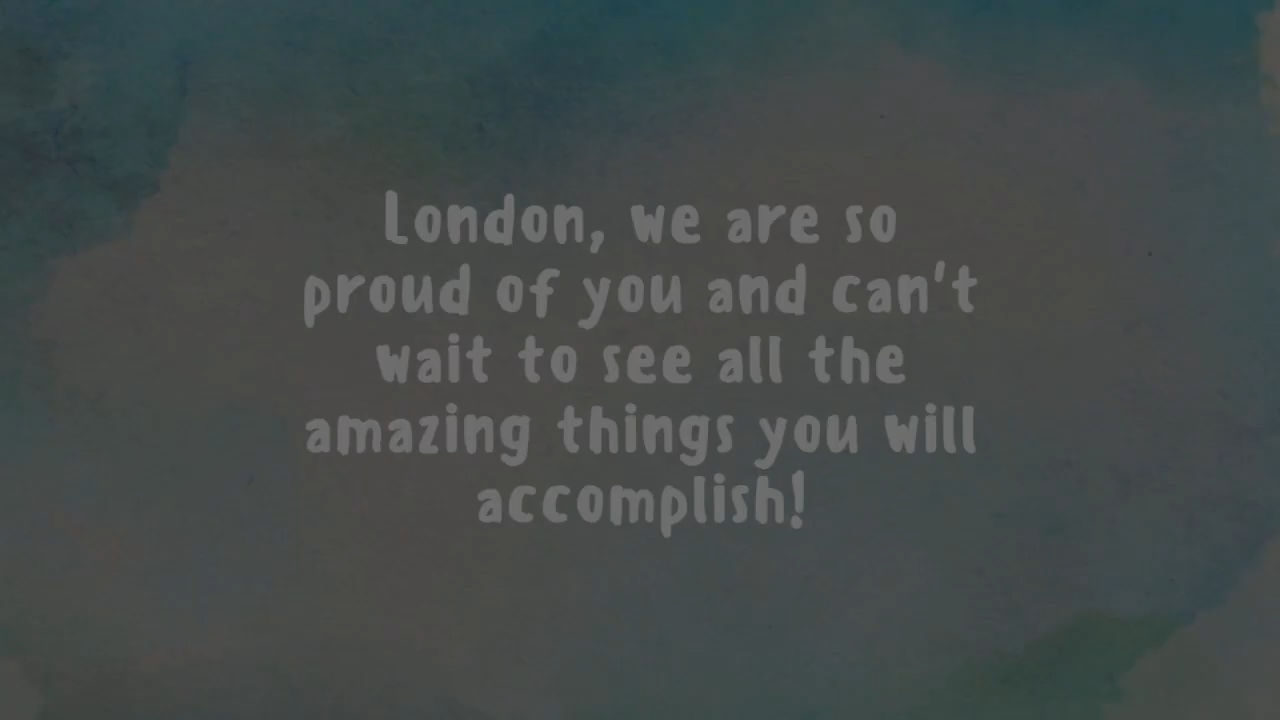 London, we are so
proud of you and can't
wait to see all the
amazing things you will
accomplish!